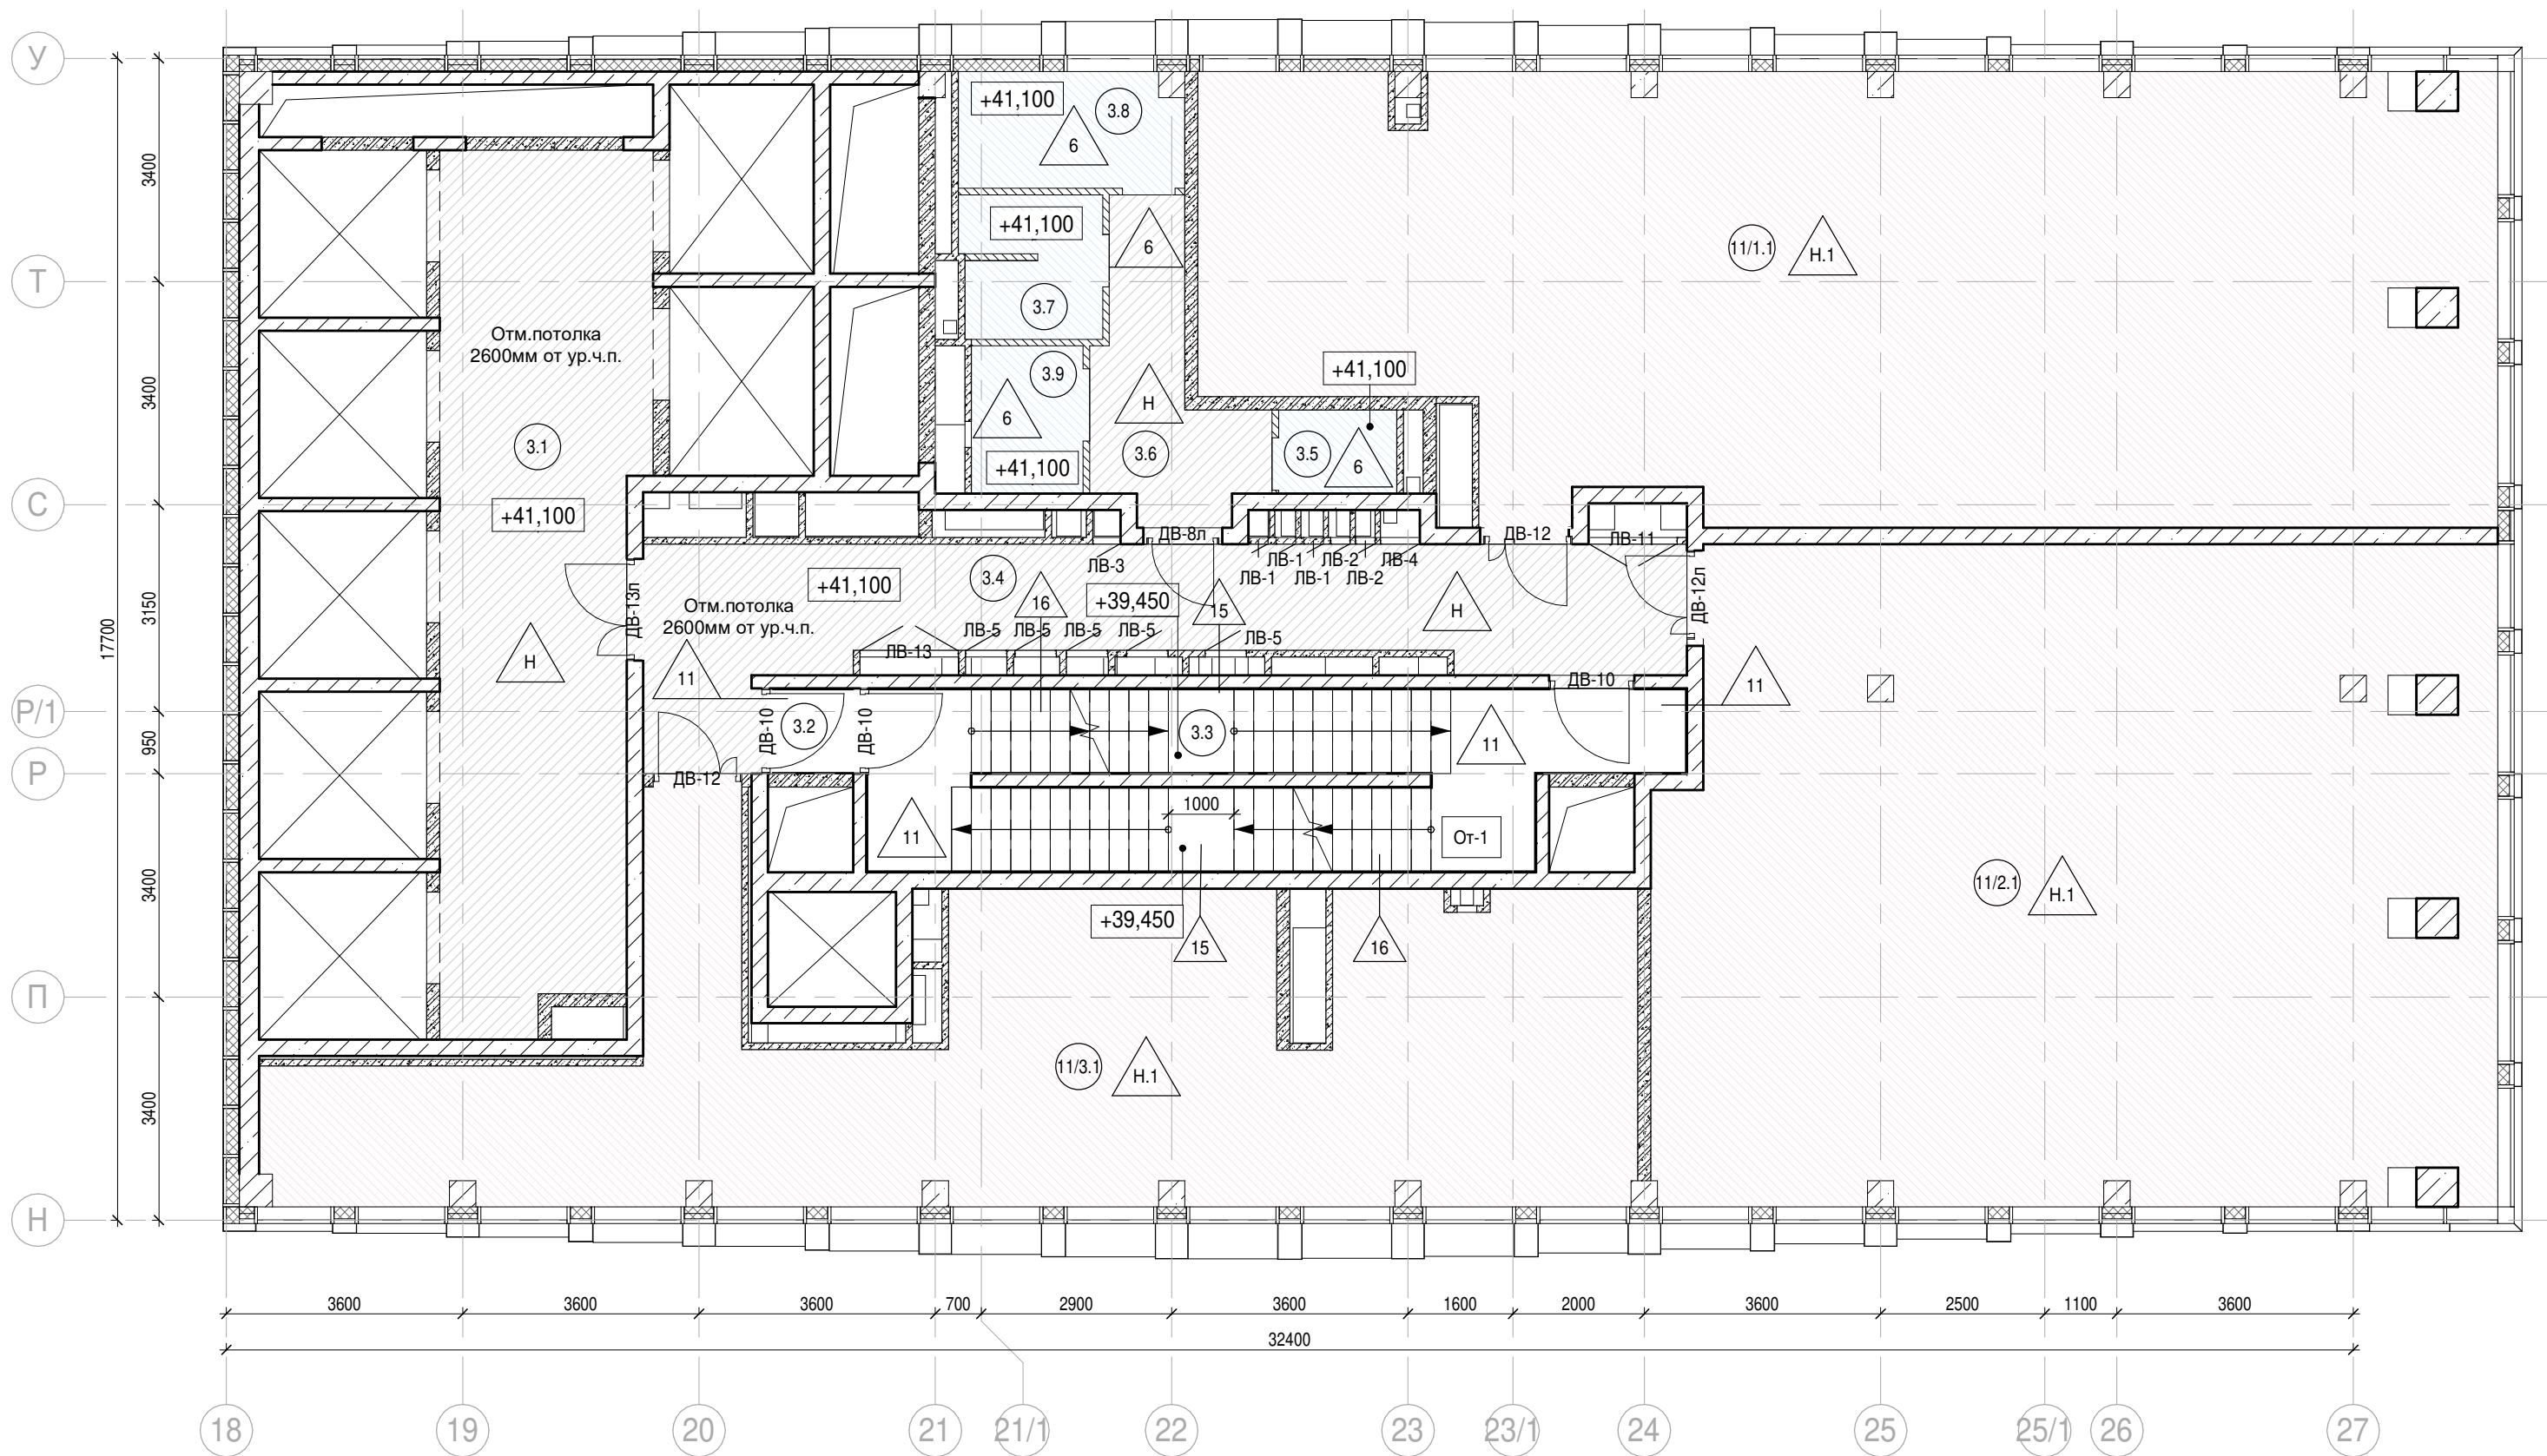 У
+41,100
3.8
6
3400
+41,100
6
11/1.1
Н.1
Т
3.7
Отм.потолка
2600мм от ур.ч.п.
+41,100
3.9
Н
3400
6
3.1
3.6
3.5
6
+41,100
+41,100
С
ДВ-8л
ДВ-12
ЛВ-11
ЛВ-3
ЛВ-1
ЛВ-2
ЛВ-4
ЛВ-1
ЛВ-1
ЛВ-2
3.4
+41,100
16
+39,450
15
Н
ДВ-12л
ДВ-13л
3150
Отм.потолка
2600мм от ур.ч.п.
ЛВ-5
ЛВ-5
ЛВ-5
ЛВ-5
ЛВ-5
17700
ЛВ-13
Н
11
ДВ-10
11
Р/1
3.2
ДВ-10
ДВ-10
3.3
11
950
Р
ДВ-12
1000
11
От-1
3400
11/2.1
Н.1
+39,450
15
16
П
11/3.1
Н.1
3400
Н
3600
3600
3600
700
2900
3600
1600
2000
3600
2500
1100
3600
32400
18
19
20
21
21/1
22
23
23/1
24
25
25/1
26
27